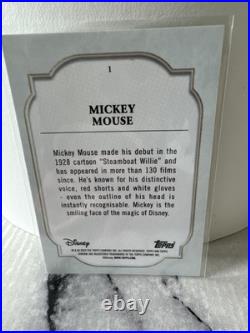 1
MICKEY
MOUSE
Mickey Mouse made his debut in the
1928 cartoon "Steamboat Willie" and
has appeared in more than 130 films
since. He's known for his distinctive
voice, red shorts and white gloves -
even the outline of his head is
instantly recognisable. Mickey is the
smiling face of the magic of Disney.
Disney
Topps